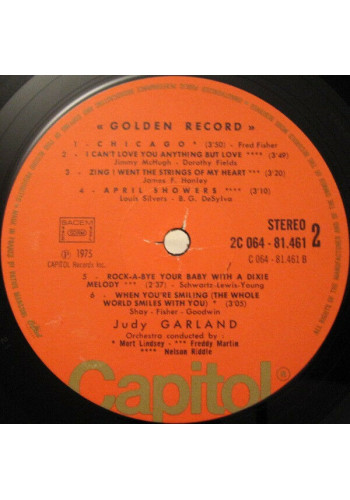 « GOLDEN RECORD »
1 - CHICAGO * (3'50) - Fred Fisher
2 - I CAN'T LOVE YOU ANYTHING BUT LOVE **** (3'49)
Jimmy McHugh - Dorothy Fields
3 - ZING ! WENT THE STRINGS OF MY HEART *** (3'20)
James F. Hanley
4 - APRIL SHOWERS **** (3'10)
Louis Silvers - B. G. DeSylva
SACEM
STEREO
2C 064 - 81.461 2
C 064 - 81.461 B
℗ 1975
CAPITOL Records Inc.
5 - ROCK-A-BYE YOUR BABY WITH A DIXIE
MELODY *** (2'37) - Schwartz-Lewis-Young
6 - WHEN YOU'RE SMILING (THE WHOLE
WORLD SMILES WITH YOU) * (3'05)
Shay - Fisher - Goodwin
Judy GARLAND
Orchestra conducted by :
* Mort Lindsey - *** Freddy Martin
**** Nelson Riddle
Capitol®